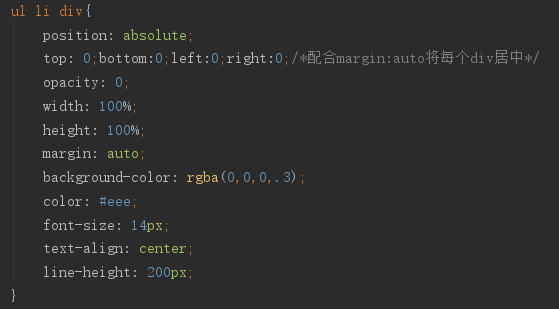 ul li div{
    position: absolute;
    top: 0;bottom:0;left:0;right:0;/*配合margin:auto将每个div居中*/
    opacity: 0;
    width: 100%;
    height: 100%;
    margin: auto;
    background-color: rgba(0,0,0,.3);
    color: #eee;
    font-size: 14px;
    text-align: center;
    line-height: 200px;
}